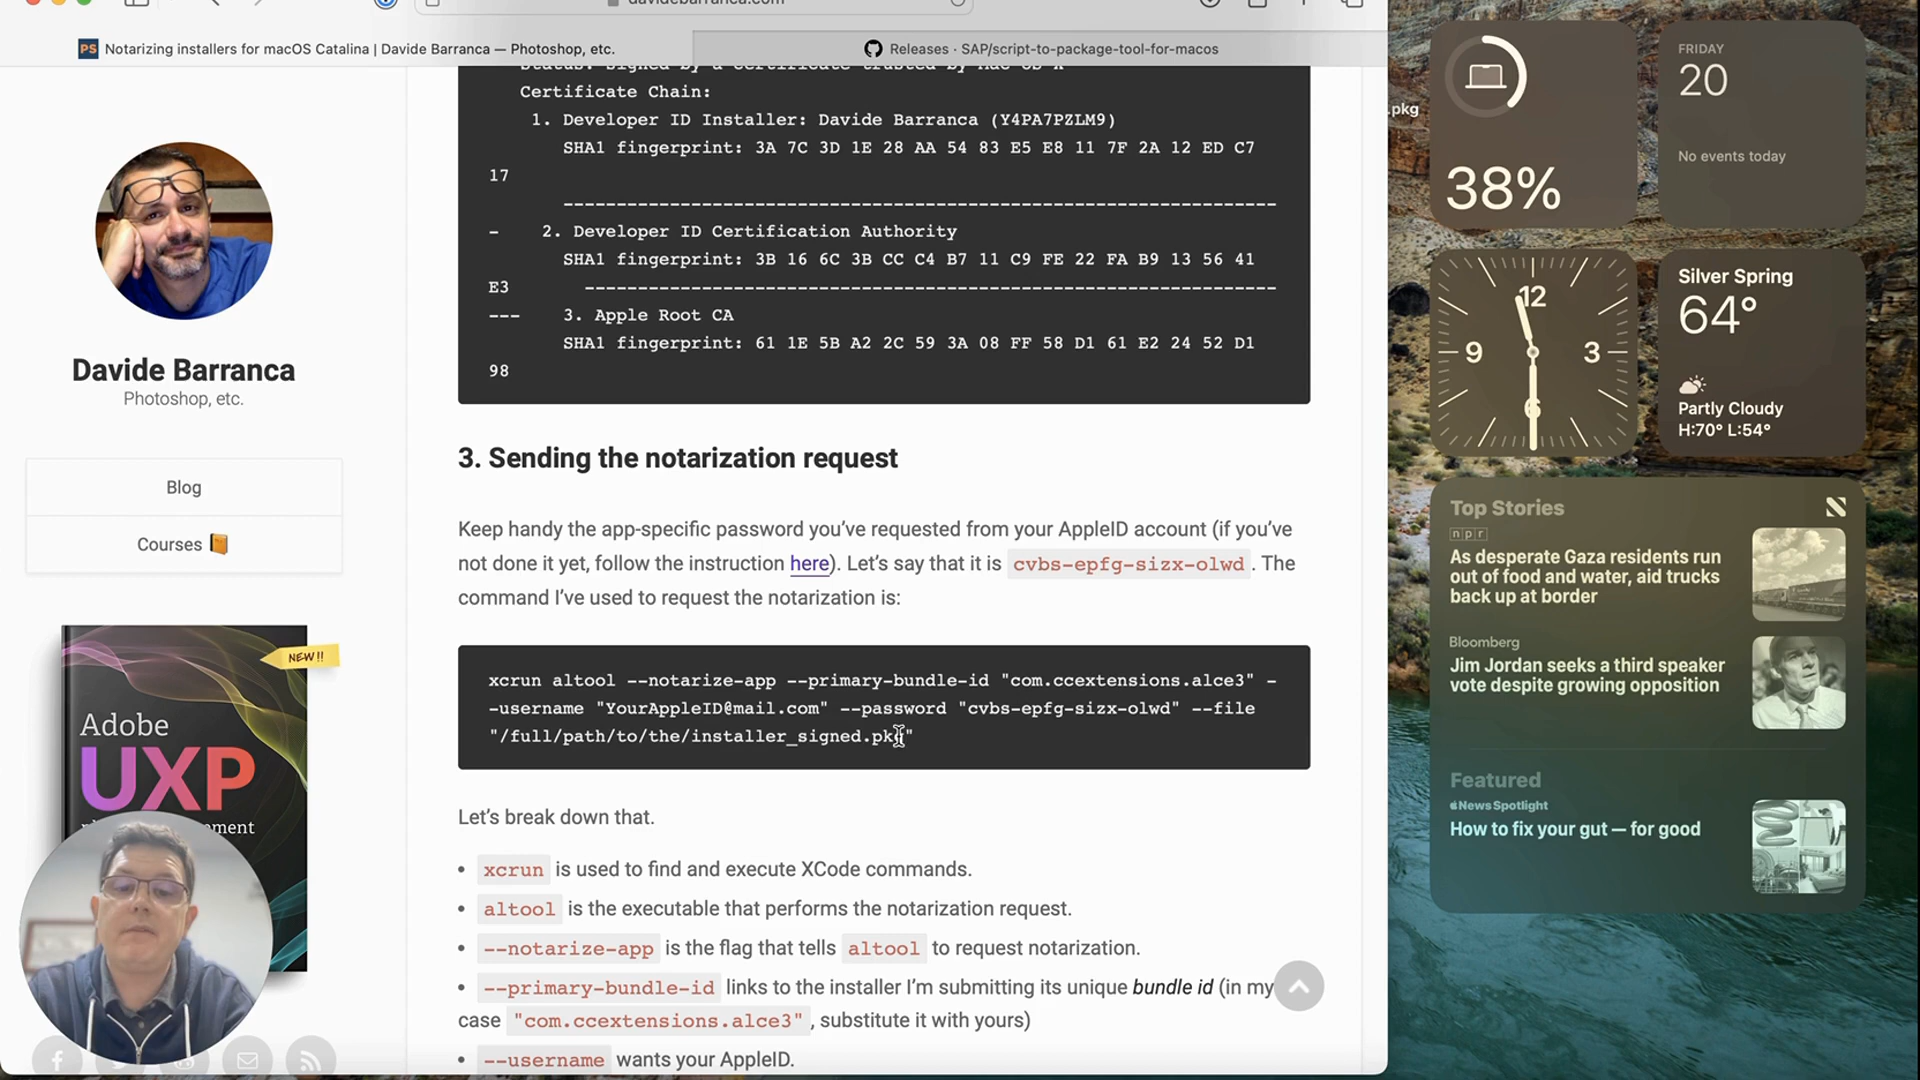 davidebarranca.com
PS Notarizing installers for macOS Catalina | Davide Barranca — Photoshop, etc.
Releases · SAP/script-to-package-tool-for-macos
Davide Barranca
Photoshop, etc.
Blog
Courses
NEW!!
Adobe
UXP
Status: signed by a certificate trusted by Mac OS X
Certificate Chain:
1. Developer ID Installer: Davide Barranca (Y4PA7PZLM9)
SHA1 fingerprint: 3A 7C 3D 1E 28 AA 54 83 E5 E8 11 7F 2A 12 ED C7
17
-------------------------------------------------------------------
- 2. Developer ID Certification Authority
SHA1 fingerprint: 3B 16 6C 3B CC C4 B7 11 C9 FE 22 FA B9 13 56 41
E3 -----------------------------------------------------------------
--- 3. Apple Root CA
SHA1 fingerprint: 61 1E 5B A2 2C 59 3A 08 FF 58 D1 61 E2 24 52 D1
98
3. Sending the notarization request
Keep handy the app-specific password you’ve requested from your AppleID account (if you’ve
not done it yet, follow the instruction here). Let’s say that it is cvbs-epfg-sizx-olwd. The
command I’ve used to request the notarization is:
xcrun altool --notarize-app --primary-bundle-id "com.ccextensions.alce3" -
-username "YourAppleID@mail.com" --password "cvbs-epfg-sizx-olwd" --file
"/full/path/to/the/installer_signed.pkg"
Let’s break down that.
• xcrun is used to find and execute XCode commands.
• altool is the executable that performs the notarization request.
• --notarize-app is the flag that tells altool to request notarization.
• --primary-bundle-id links to the installer I’m submitting its unique bundle id (in my
case "com.ccextensions.alce3", substitute it with yours)
• --username wants your AppleID.
.pkg
38%
FRIDAY
20
No events today
12
3
6
9
Silver Spring
64°
Partly Cloudy
H:70° L:54°
Top Stories
npr
As desperate Gaza residents run
out of food and water, aid trucks
back up at border
Bloomberg
Jim Jordan seeks a third speaker
vote despite growing opposition
Featured
News Spotlight
How to fix your gut — for good